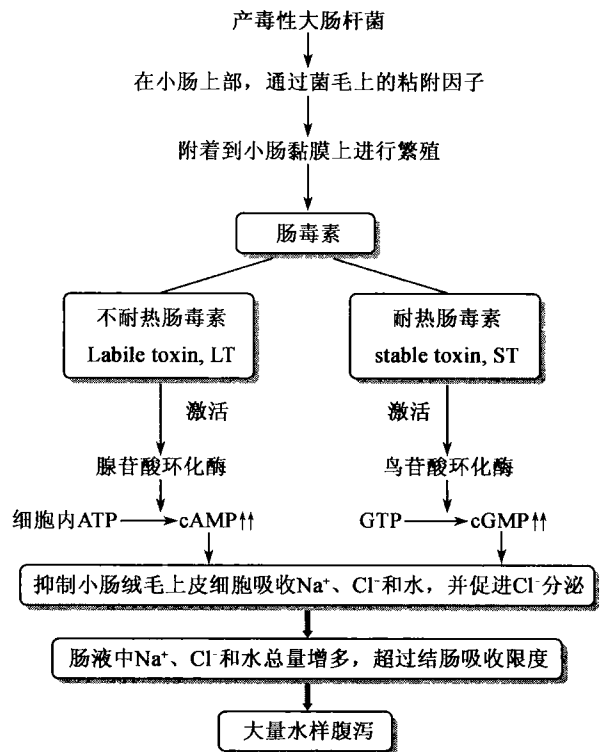 产毒性大肠杆菌
在小肠上部，通过菌毛上的粘附因子
附着到小肠黏膜上进行繁殖
肠毒素
不耐热肠毒素
Labile toxin, LT
耐热肠毒素
stable toxin, ST
激活
激活
腺苷酸环化酶
鸟苷酸环化酶
细胞内ATP→cAMP⇈
GTP→cGMP⇈
抑制小肠绒毛上皮细胞吸收Na⁺、Cl⁻和水，并促进Cl⁻分泌
肠液中Na⁺、Cl⁻和水总量增多，超过结肠吸收限度
大量水样腹泻